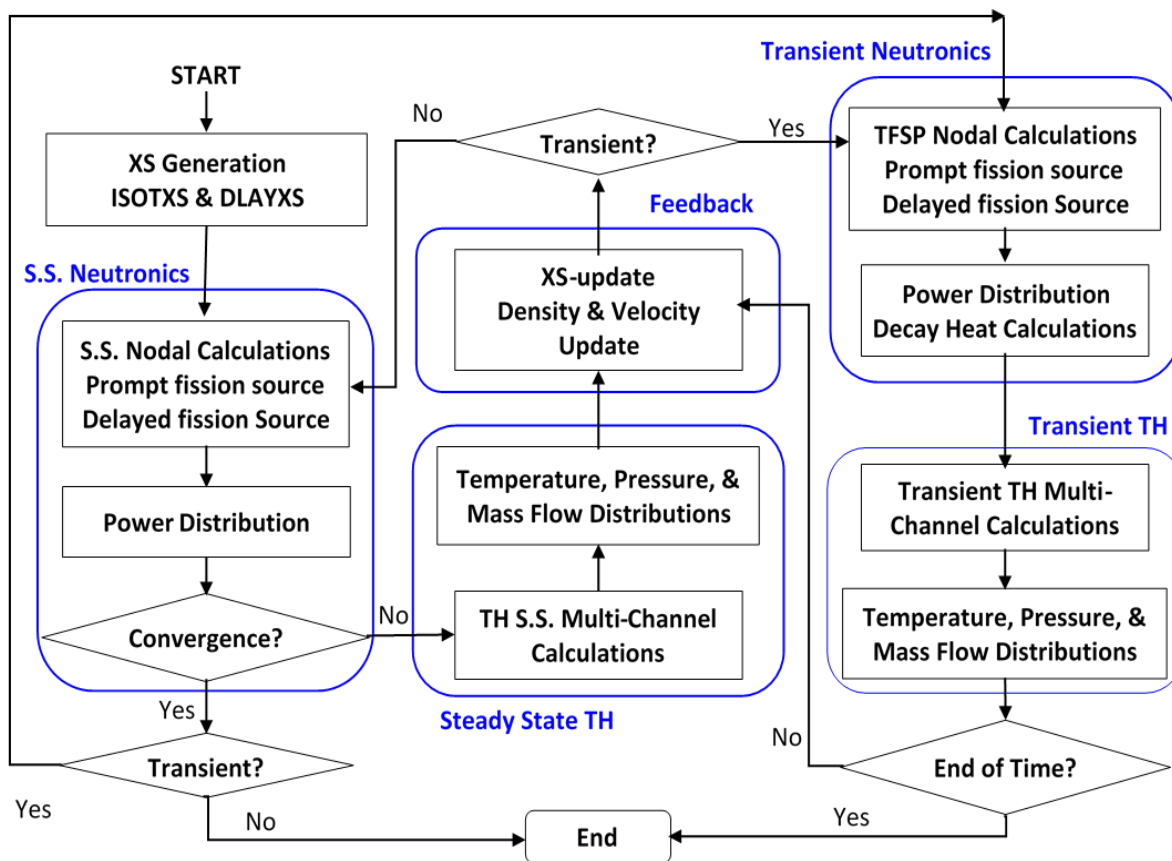 START
XS Generation
ISOTXS & DLAYXS
S.S. Neutronics
S.S. Nodal Calculations
Prompt fission source
Delayed fission Source
Power Distribution
Convergence?
No
Yes
Transient?
Yes
No
Transient?
No
Yes
Feedback
XS-update
Density & Velocity
Update
Temperature, Pressure, &
Mass Flow Distributions
TH S.S. Multi-Channel
Calculations
Steady State TH
End
Transient Neutronics
TFSP Nodal Calculations
Prompt fission source
Delayed fission Source
Power Distribution
Decay Heat Calculations
Transient TH
Transient TH Multi-
Channel Calculations
Temperature, Pressure, &
Mass Flow Distributions
No
End of Time?
Yes